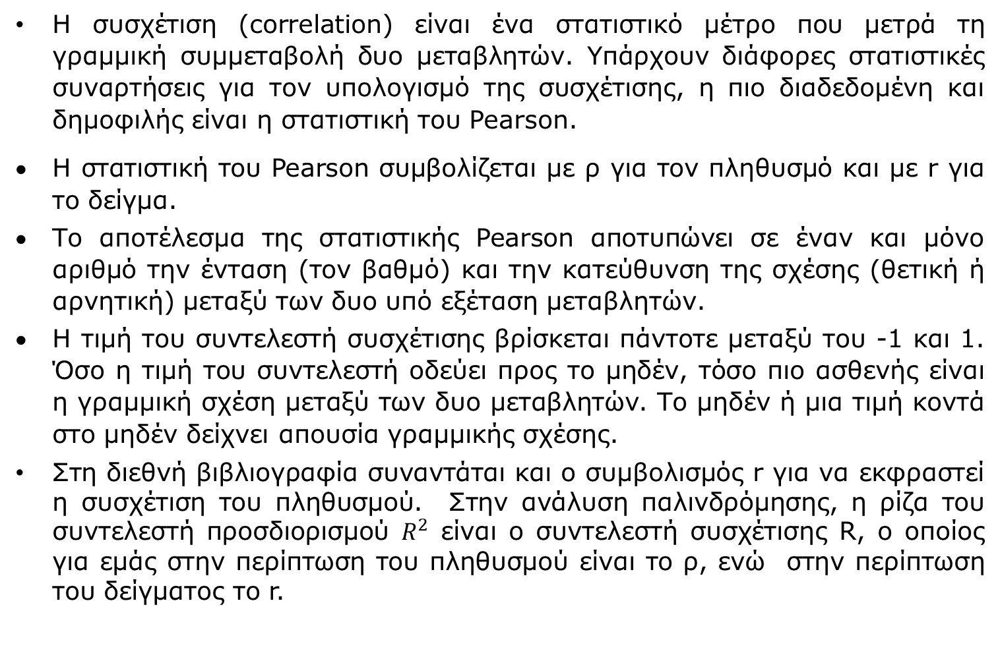 • Η συσχέτιση (correlation) είναι ένα στατιστικό μέτρο που μετρά τη
γραμμική συμμεταβολή δυο μεταβλητών. Υπάρχουν διάφορες στατιστικές
συναρτήσεις για τον υπολογισμό της συσχέτισης, η πιο διαδεδομένη και
δημοφιλής είναι η στατιστική του Pearson.
• Η στατιστική του Pearson συμβολίζεται με ρ για τον πληθυσμό και με r για
το δείγμα.
• Το αποτέλεσμα της στατιστικής Pearson αποτυπώνει σε έναν και μόνο
αριθμό την ένταση (τον βαθμό) και την κατεύθυνση της σχέσης (θετική ή
αρνητική) μεταξύ των δυο υπό εξέταση μεταβλητών.
• Η τιμή του συντελεστή συσχέτισης βρίσκεται πάντοτε μεταξύ του -1 και 1.
Όσο η τιμή του συντελεστή οδεύει προς το μηδέν, τόσο πιο ασθενής είναι
η γραμμική σχέση μεταξύ των δυο μεταβλητών. Το μηδέν ή μια τιμή κοντά
στο μηδέν δείχνει απουσία γραμμικής σχέσης.
• Στη διεθνή βιβλιογραφία συναντάται και ο συμβολισμός r για να εκφραστεί
η συσχέτιση του πληθυσμού. Στην ανάλυση παλινδρόμησης, η ρίζα του
συντελεστή προσδιορισμού R² είναι ο συντελεστή συσχέτισης R, ο οποίος
για εμάς στην περίπτωση του πληθυσμού είναι το ρ, ενώ στην περίπτωση
του δείγματος το r.